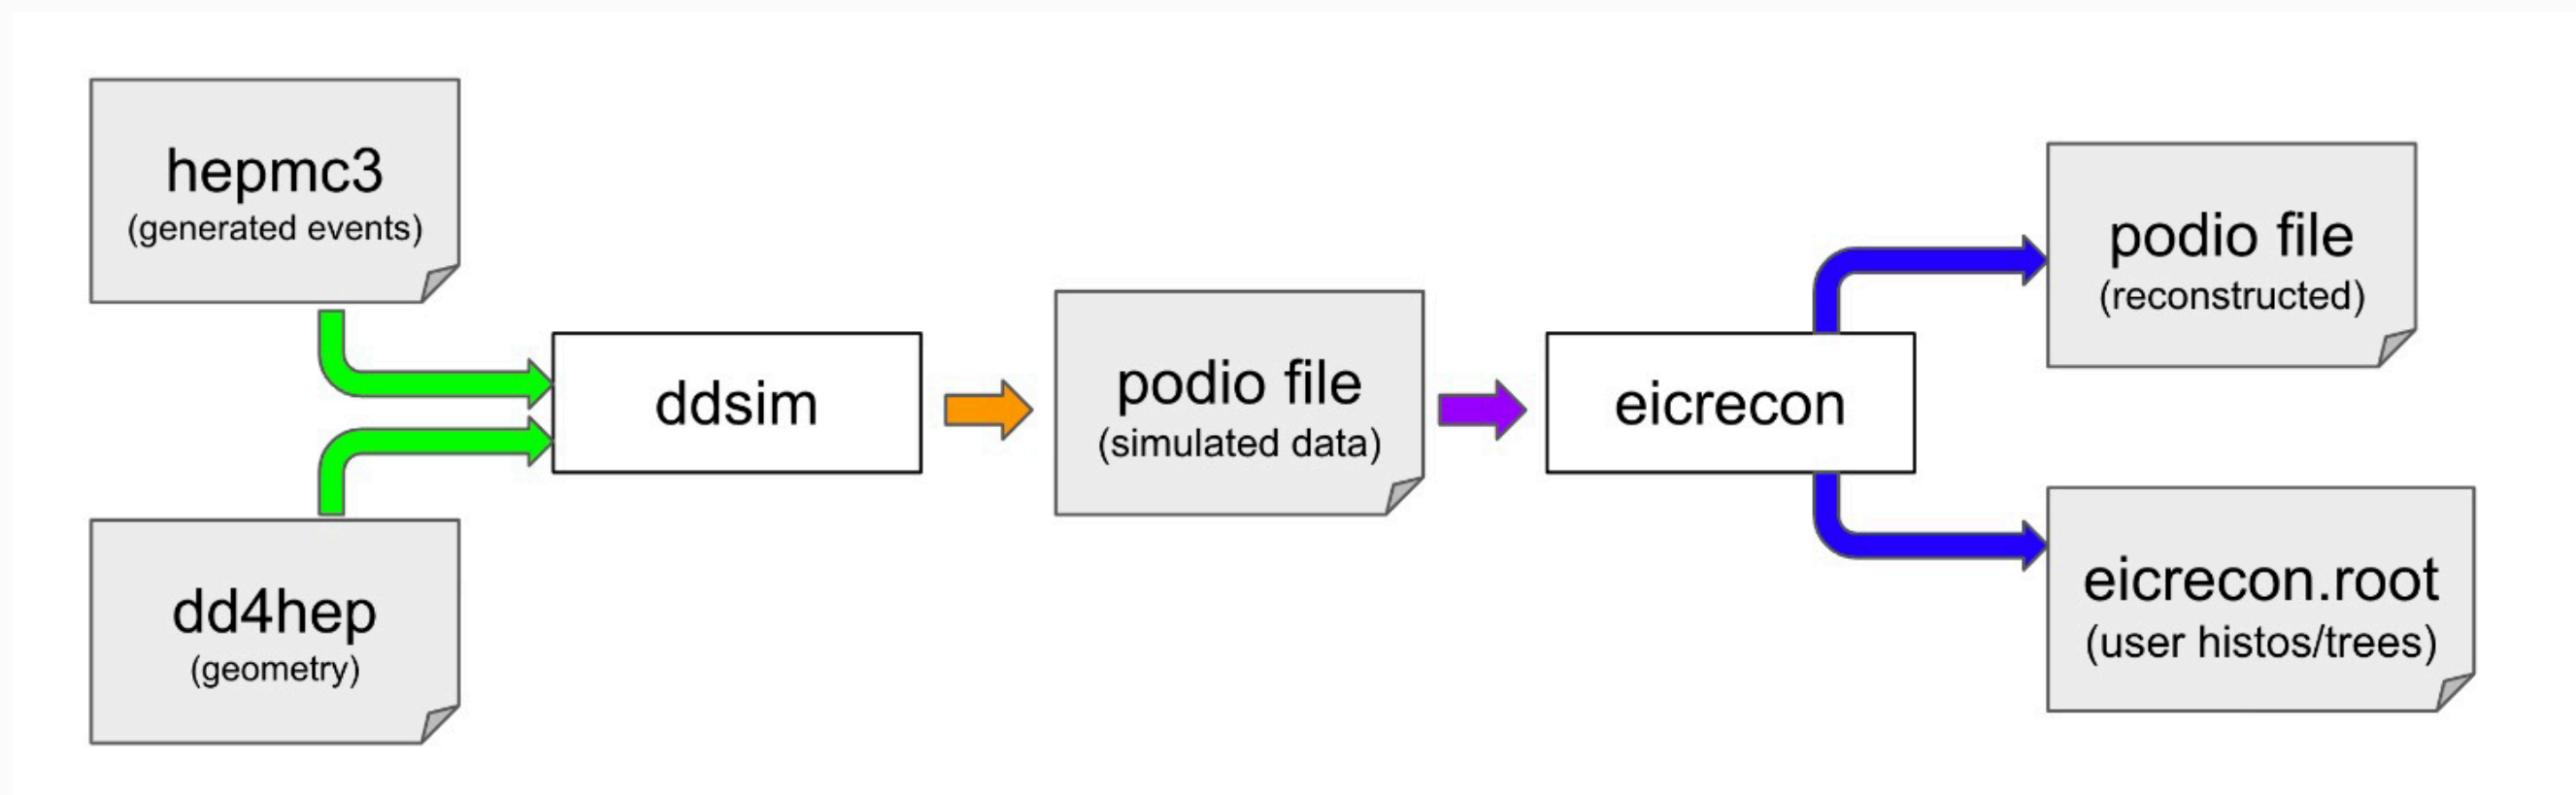 hepmc3
(generated events)
dd4hep
(geometry)
ddsim
podio file
(simulated data)
eicrecon
podio file
(reconstructed)
eicrecon.root
(user histos/trees)